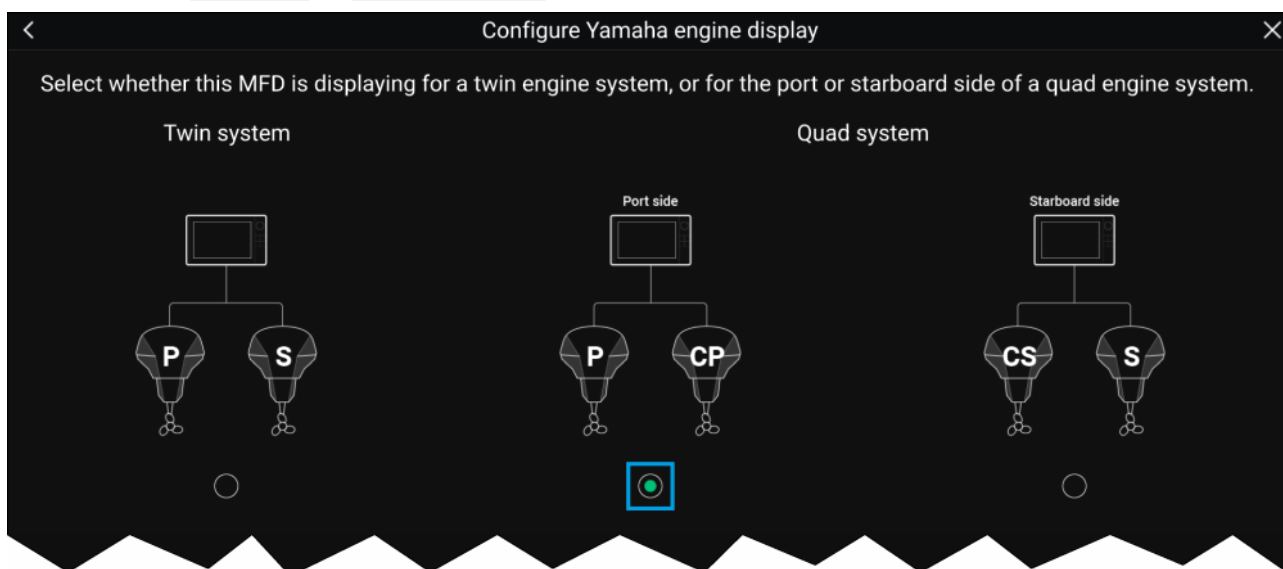 Configure Yamaha engine display
Select whether this MFD is displaying for a twin engine system, or for the port or starboard side of a quad engine system.
Twin system
Quad system
Port side
Starboard side
P
S
P
CP
CS
S